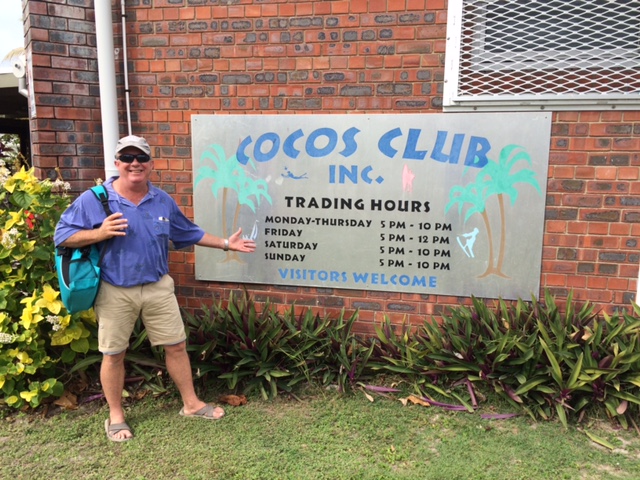 COCOS CLUB
INC.
TRADING HOURS
MONDAY-THURSDAY 5 PM - 10 PM
FRIDAY 5 PM - 12 PM
SATURDAY 5 PM - 10 PM
SUNDAY 5 PM - 10 PM
VISITORS WELCOME